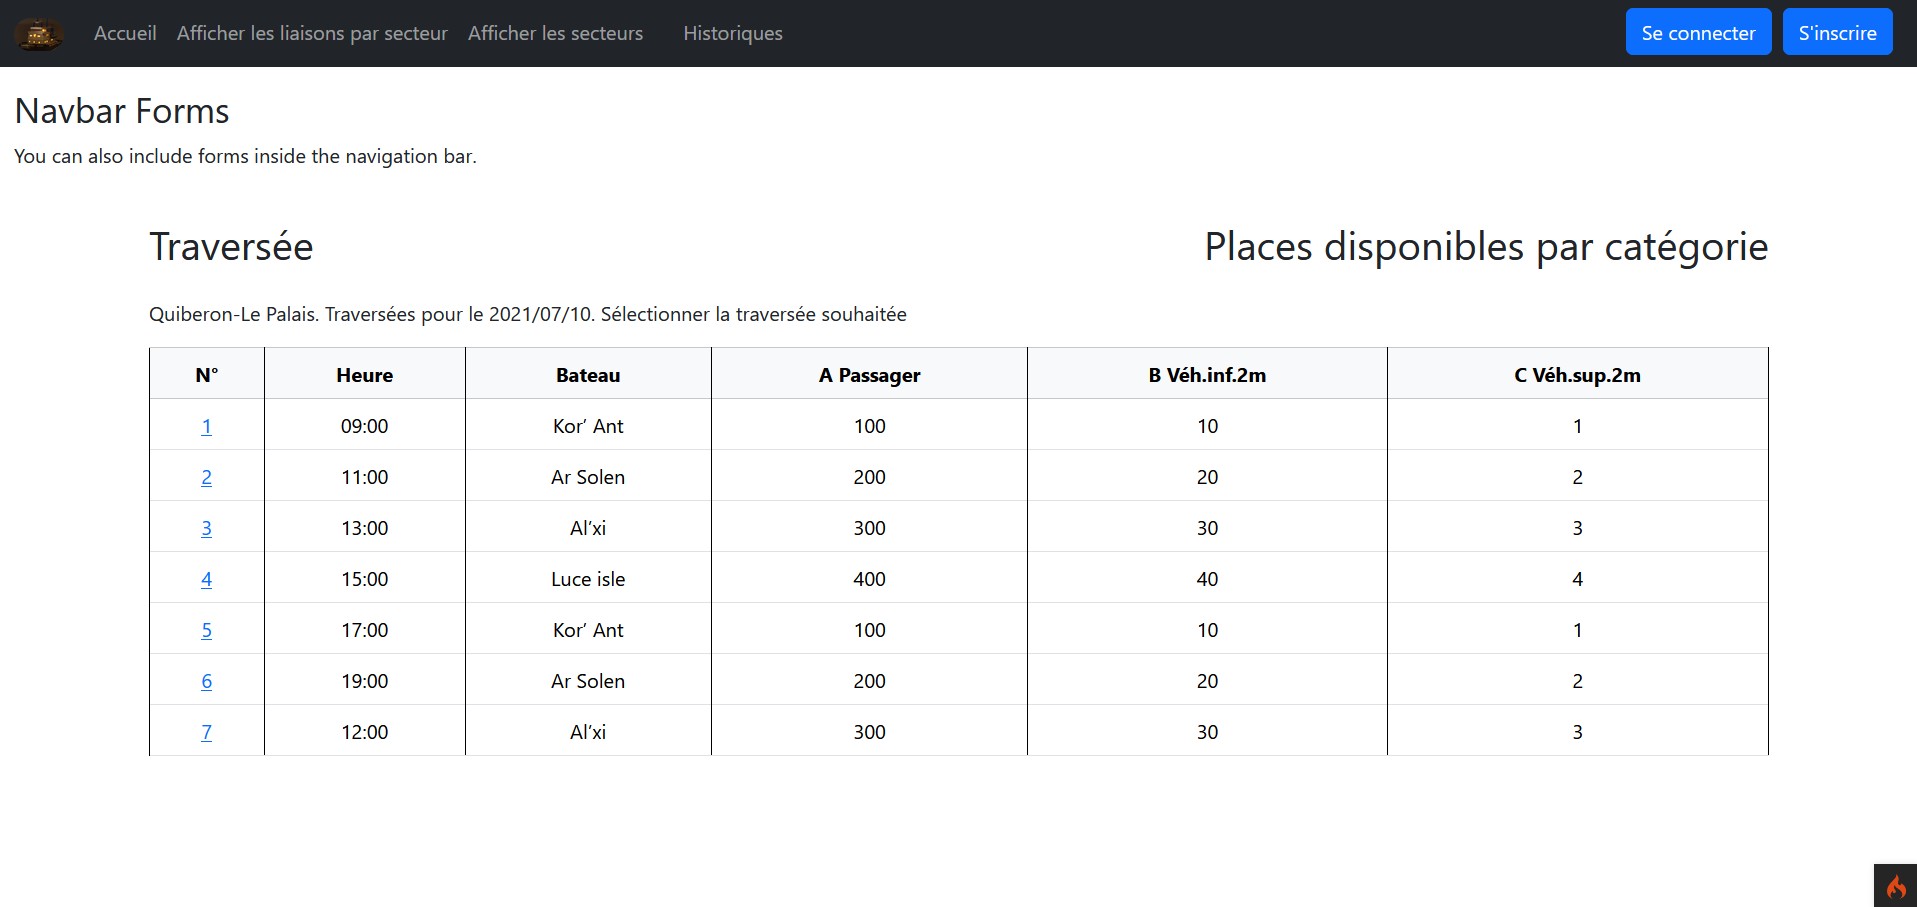 Accueil Afficher les liaisons par secteur Afficher les secteurs Historiques Se connecter S'inscrire
Navbar Forms
You can also include forms inside the navigation bar.
Traversée Places disponibles par catégorie
Quiberon-Le Palais. Traversées pour le 2021/07/10. Sélectionner la traversée souhaitée
N° Heure Bateau A Passager B Véh.inf.2m C Véh.sup.2m
1 09:00 Kor’ Ant 100 10 1
2 11:00 Ar Solen 200 20 2
3 13:00 Al’xi 300 30 3
4 15:00 Luce isle 400 40 4
5 17:00 Kor’ Ant 100 10 1
6 19:00 Ar Solen 200 20 2
7 12:00 Al’xi 300 30 3